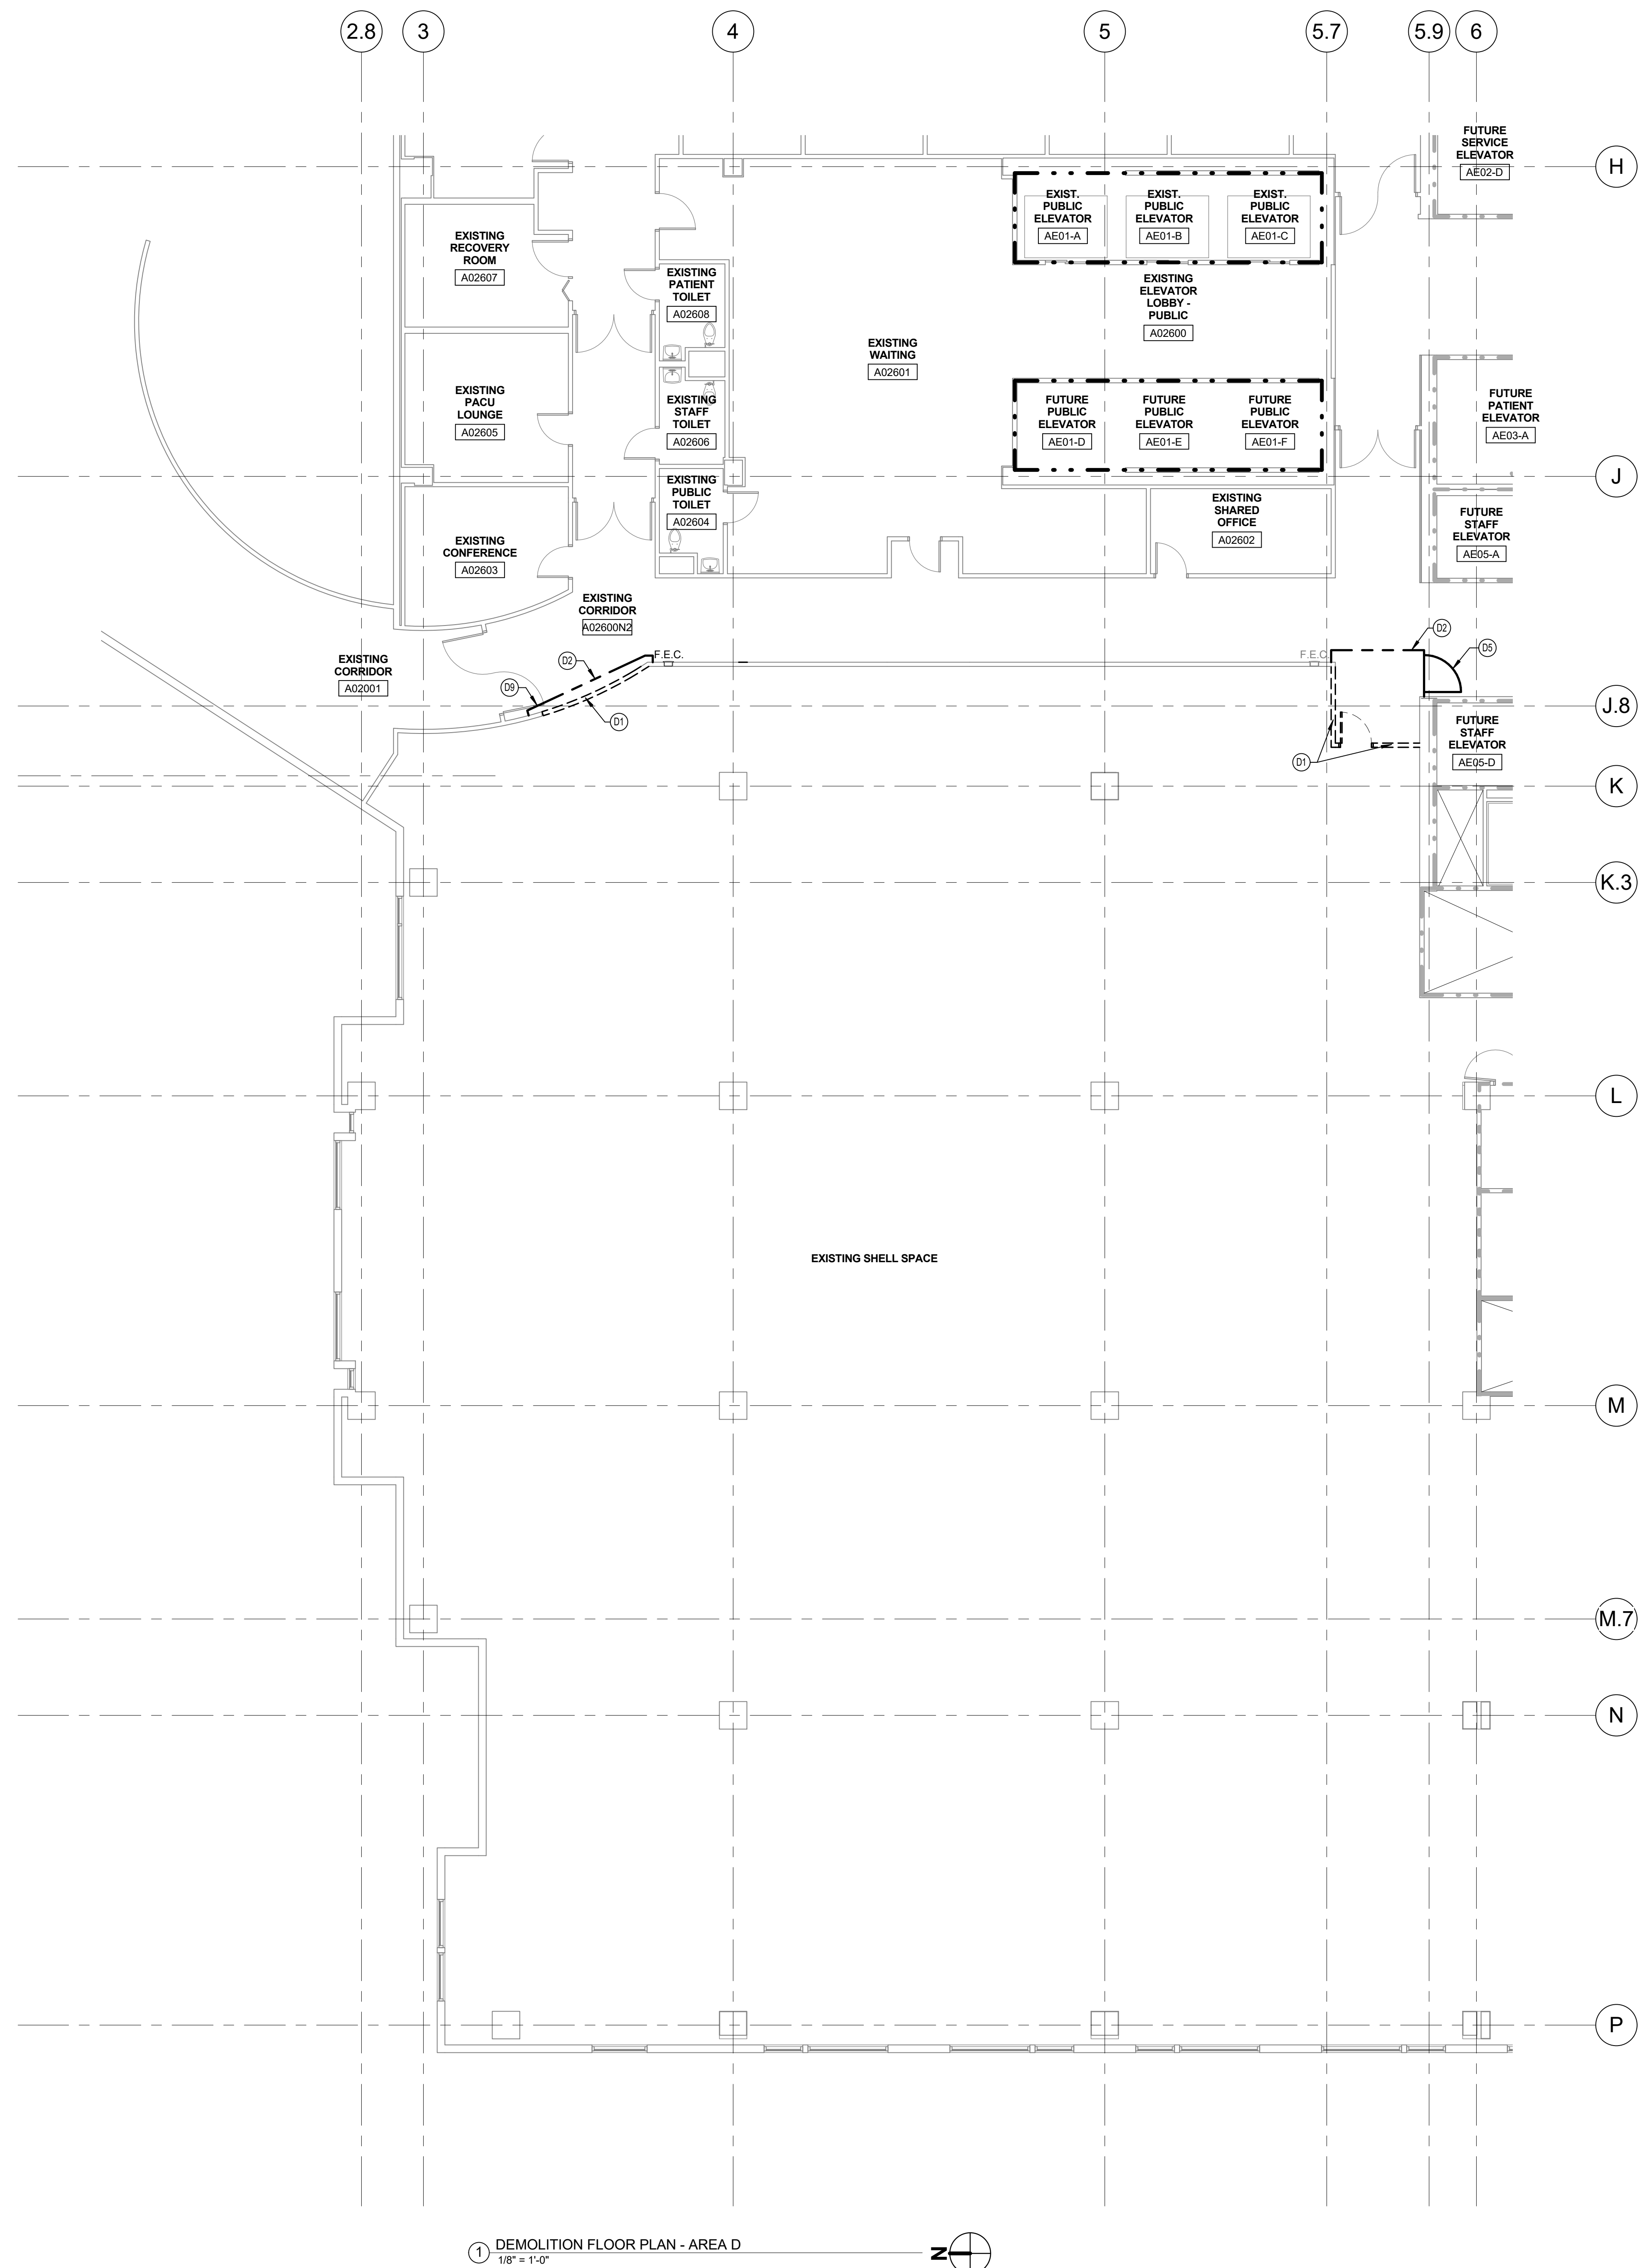 2.8
3
4
5
5.7
5.9
6
FUTURE
SERVICE
ELEVATOR
AE02-D
H
EXIST.
PUBLIC
ELEVATOR
AE01-A
EXIST.
PUBLIC
ELEVATOR
AE01-B
EXIST.
PUBLIC
ELEVATOR
AE01-C
EXISTING
RECOVERY
ROOM
A02607
EXISTING
PATIENT
TOILET
A02608
EXISTING
ELEVATOR
LOBBY -
PUBLIC
A02600
EXISTING
WAITING
A02601
EXISTING
PACU
LOUNGE
A02605
EXISTING
STAFF
TOILET
A02606
FUTURE
PUBLIC
ELEVATOR
AE01-D
FUTURE
PUBLIC
ELEVATOR
AE01-E
FUTURE
PUBLIC
ELEVATOR
AE01-F
FUTURE
PATIENT
ELEVATOR
AE03-A
J
EXISTING
PUBLIC
TOILET
A02604
EXISTING
SHARED
OFFICE
A02602
FUTURE
STAFF
ELEVATOR
AE05-A
EXISTING
CONFERENCE
A02603
EXISTING
CORRIDOR
A02600N2
EXISTING
CORRIDOR
A02001
D2
F.E.C.
F.E.C.
D2
D5
D9
D1
J.8
FUTURE
STAFF
ELEVATOR
AE05-D
D1
K
K.3
L
EXISTING SHELL SPACE
M
M.7
N
P
1
DEMOLITION FLOOR PLAN - AREA D
1/8" = 1'-0"
N